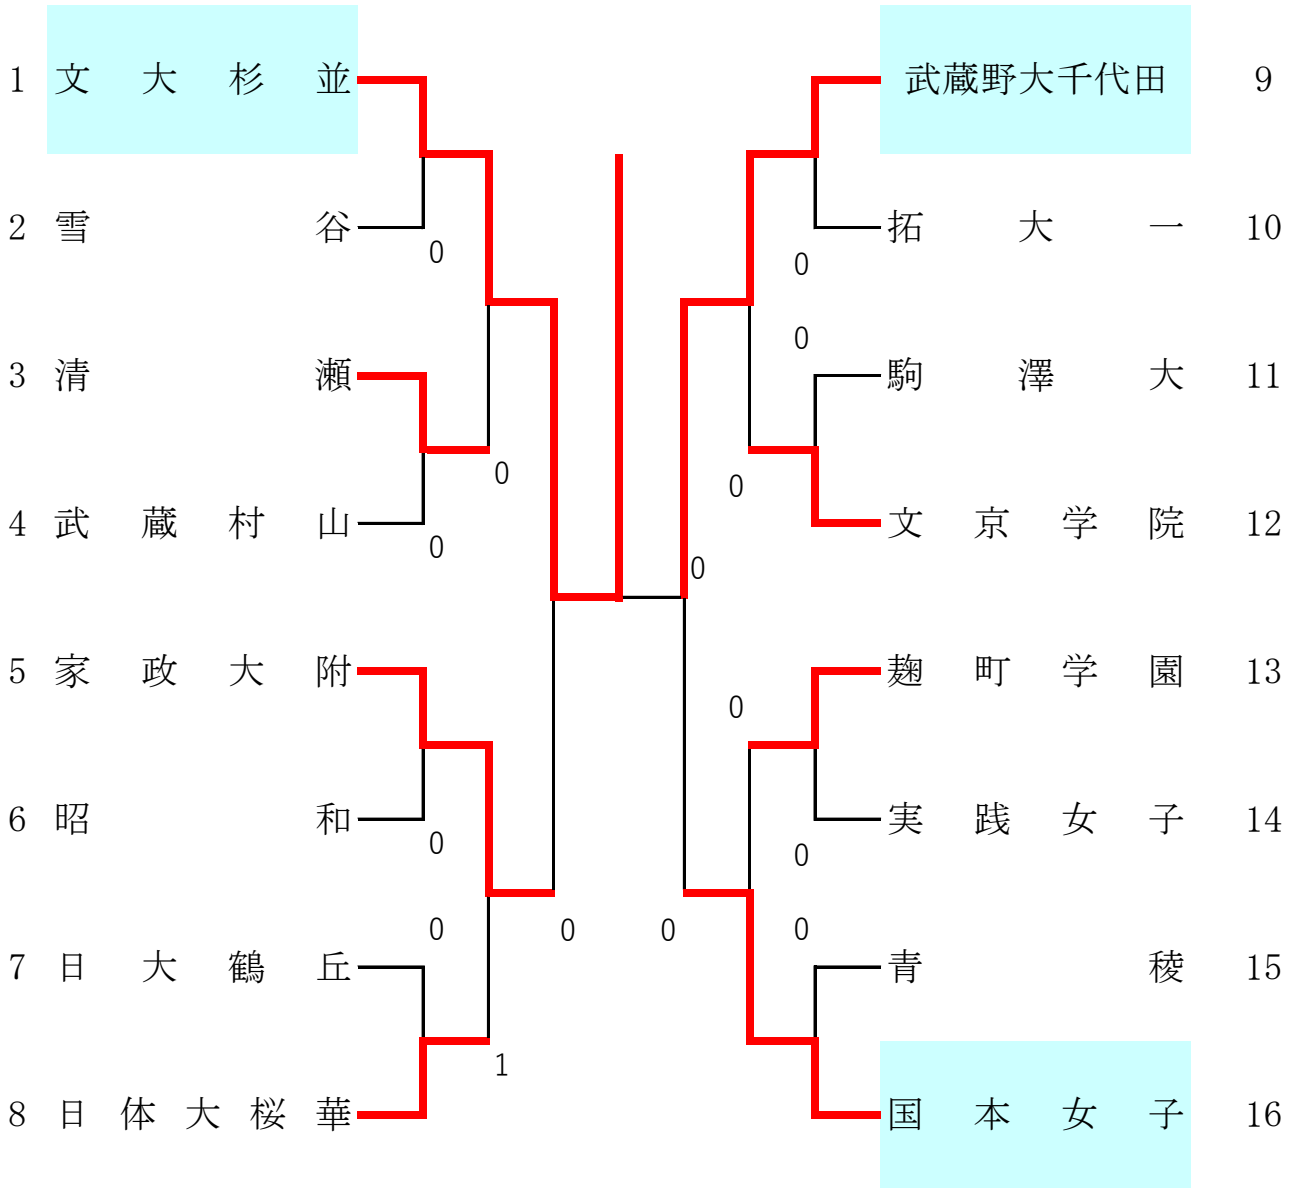 1 文大杉並
武蔵野大千代田 9
2 雪谷
0
拓大一 10
0
0
3 清瀬
駒澤大 11
0
0
4 武蔵村山
0
文京学院 12
0
5 家政大附
麹町学園 13
0
6 昭和
0
実践女子 14
0
0
0
0
0
7 日大鶴丘
青稜 15
1
8 日体大桜華
国本女子 16